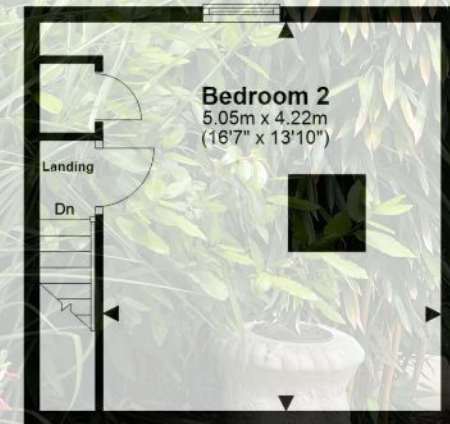 Bedroom 2
5.05m x 4.22m
(16'7" x 13'10")
Landing
Dn